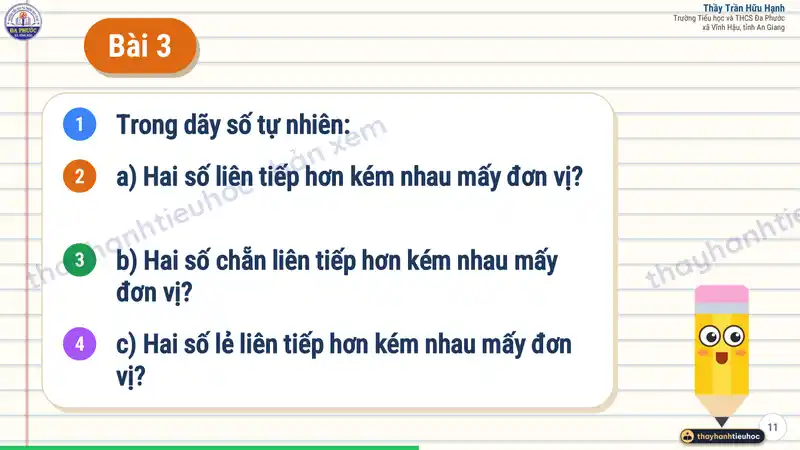 Thầy Trần Hữu Hạnh
Trường Tiểu học và THCS Đa Phước
xã Vĩnh Hậu, tỉnh An Giang
ĐA PHƯỚC
Bài 3
1 Trong dãy số tự nhiên:
2 a) Hai số liên tiếp hơn kém nhau mấy đơn vị?
3 b) Hai số chẵn liên tiếp hơn kém nhau mấy
đơn vị?
4 c) Hai số lẻ liên tiếp hơn kém nhau mấy đơn
vị?
thayhanhtieuhoc
11